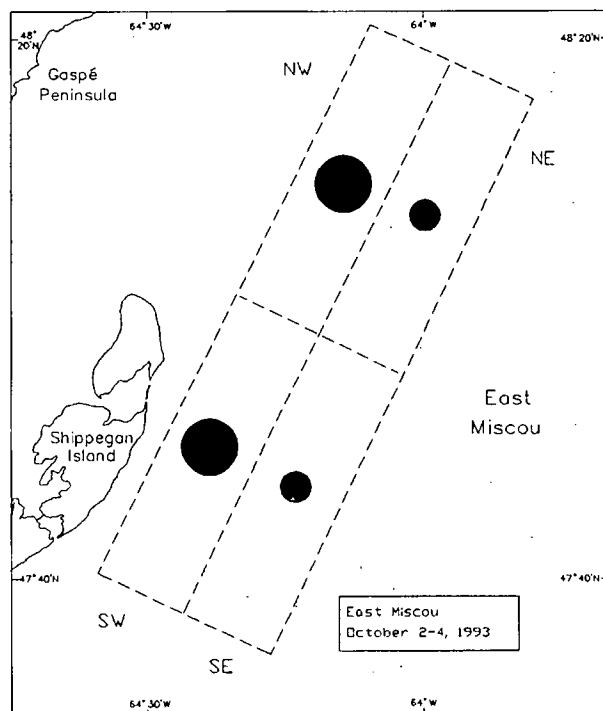 64°30'W
64°W
48°
20'N
48°20'N
Gaspé
Peninsula
NW
NE
East
Miscou
Shippegan
Island
47°40'N
47°40'N
East Miscou
October 2-4, 1993
SW
SE
64°30'W
64°W